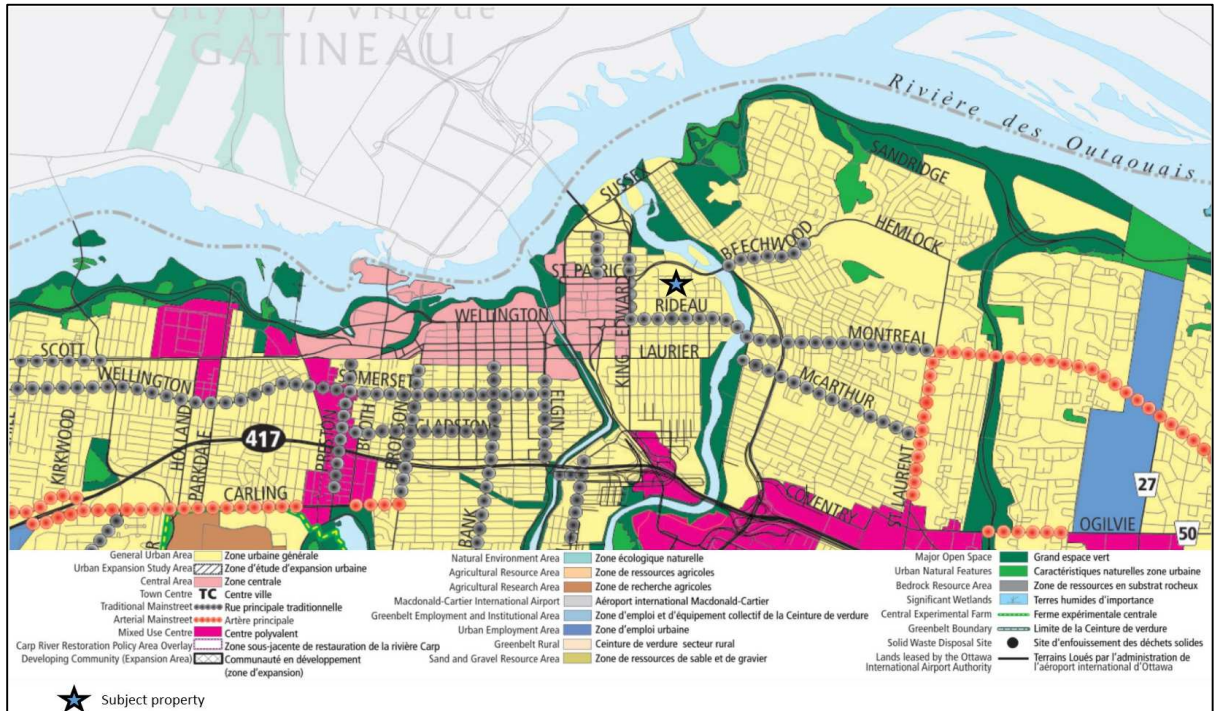 City of / Ville de
GATINEAU
Rivière des Outaouais
SANDRIDGE
SUSSEX
HEMLOCK
BEECHWOOD
ST PATRIC
RIDEAU
WELLINGTON
KING EDWARD
MONTREAL
LAURIER
SCOTT
WELLINGTON
SOMERSET
McARTHUR
ELGIN
BOOTH
BRONSON
GLADSTON
PRESTON
KIRKWOOD
HOLLAND
PARKDALE
417
ST LAURENT
27
CARLING
BANK
COVENTRY
OGILVIE
50
General Urban Area Zone urbaine générale
Urban Expansion Study Area Zone d'étude d'expansion urbaine
Central Area Zone centrale
Town Centre TC Centre ville
Traditional Mainstreet Rue principale traditionnelle
Arterial Mainstreet Artère principale
Mixed Use Centre Centre polyvalent
Carp River Restoration Policy Area Overlay Zone sous-jacente de restauration de la rivière Carp
Developing Community (Expansion Area) Communauté en développement
(zone d'expansion)
Natural Environment Area Zone écologique naturelle
Agricultural Resource Area Zone de ressources agricoles
Agricultural Research Area Zone de recherche agricoles
Macdonald-Cartier International Airport Aéroport international Macdonald-Cartier
Greenbelt Employment and Institutional Area Zone d'emploi et d'équipement collectif de la Ceinture de verdure
Urban Employment Area Zone d'emploi urbaine
Greenbelt Rural Ceinture de verdure secteur rural
Sand and Gravel Resource Area Zone de ressources de sable et de gravier
Major Open Space Grand espace vert
Urban Natural Features Caractéristiques naturelles zone urbaine
Bedrock Resource Area Zone de ressources en substrat rocheux
Significant Wetlands Terres humides d'importance
Central Experimental Farm Ferme expérimentale centrale
Greenbelt Boundary Limite de la Ceinture de verdure
Solid Waste Disposal Site Site d'enfouissement des déchets solides
Lands leased by the Ottawa Terrains Loués par l'administration de
International Airport Authority l'aéroport international d'Ottawa
Subject property